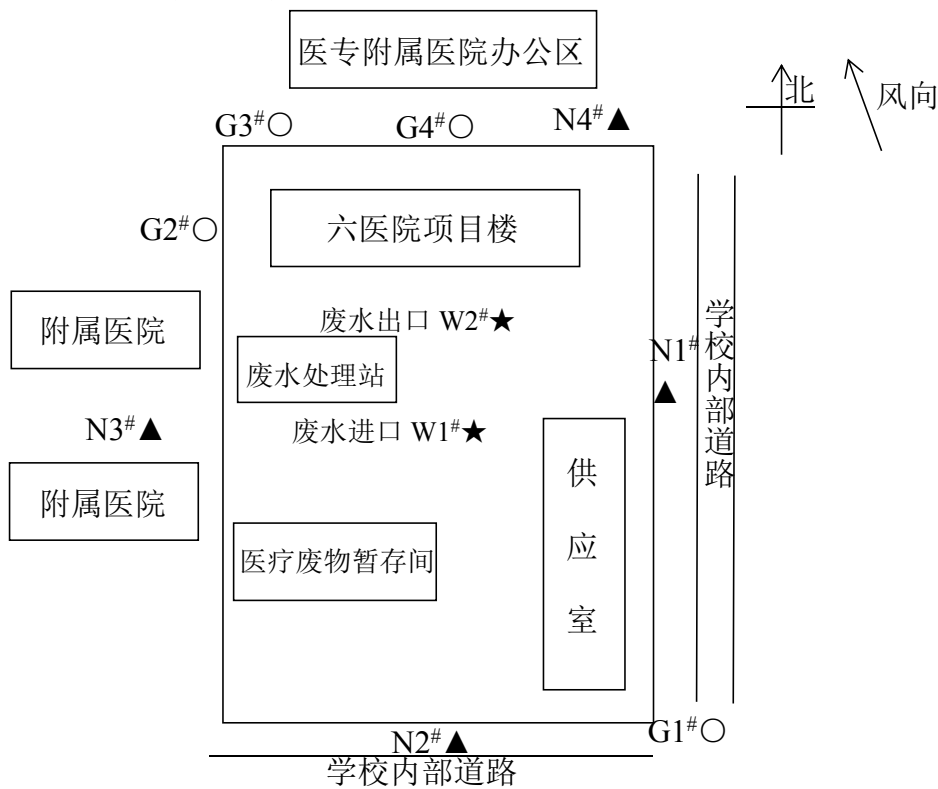 医专附属医院办公区
北
风向
G3#○
G4#○
N4#▲
G2#○
六医院项目楼
附属医院
废水出口 W2#★
N1#▲
学校内部道路
废水处理站
N3#▲
废水进口 W1#★
附属医院
供应室
医疗废物暂存间
G1#○
N2#▲
学校内部道路